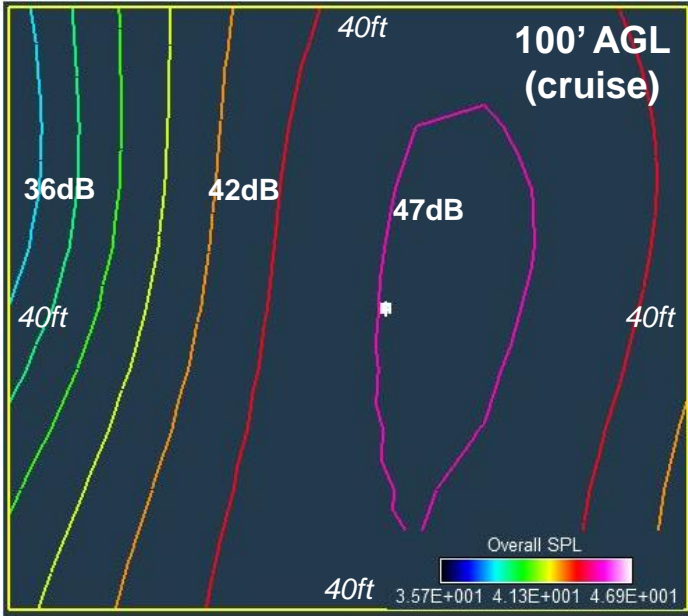 40ft
100’ AGL
(cruise)
36dB
42dB
47dB
40ft
40ft
Overall SPL
3.57E+001 4.13E+001 4.69E+001
40ft